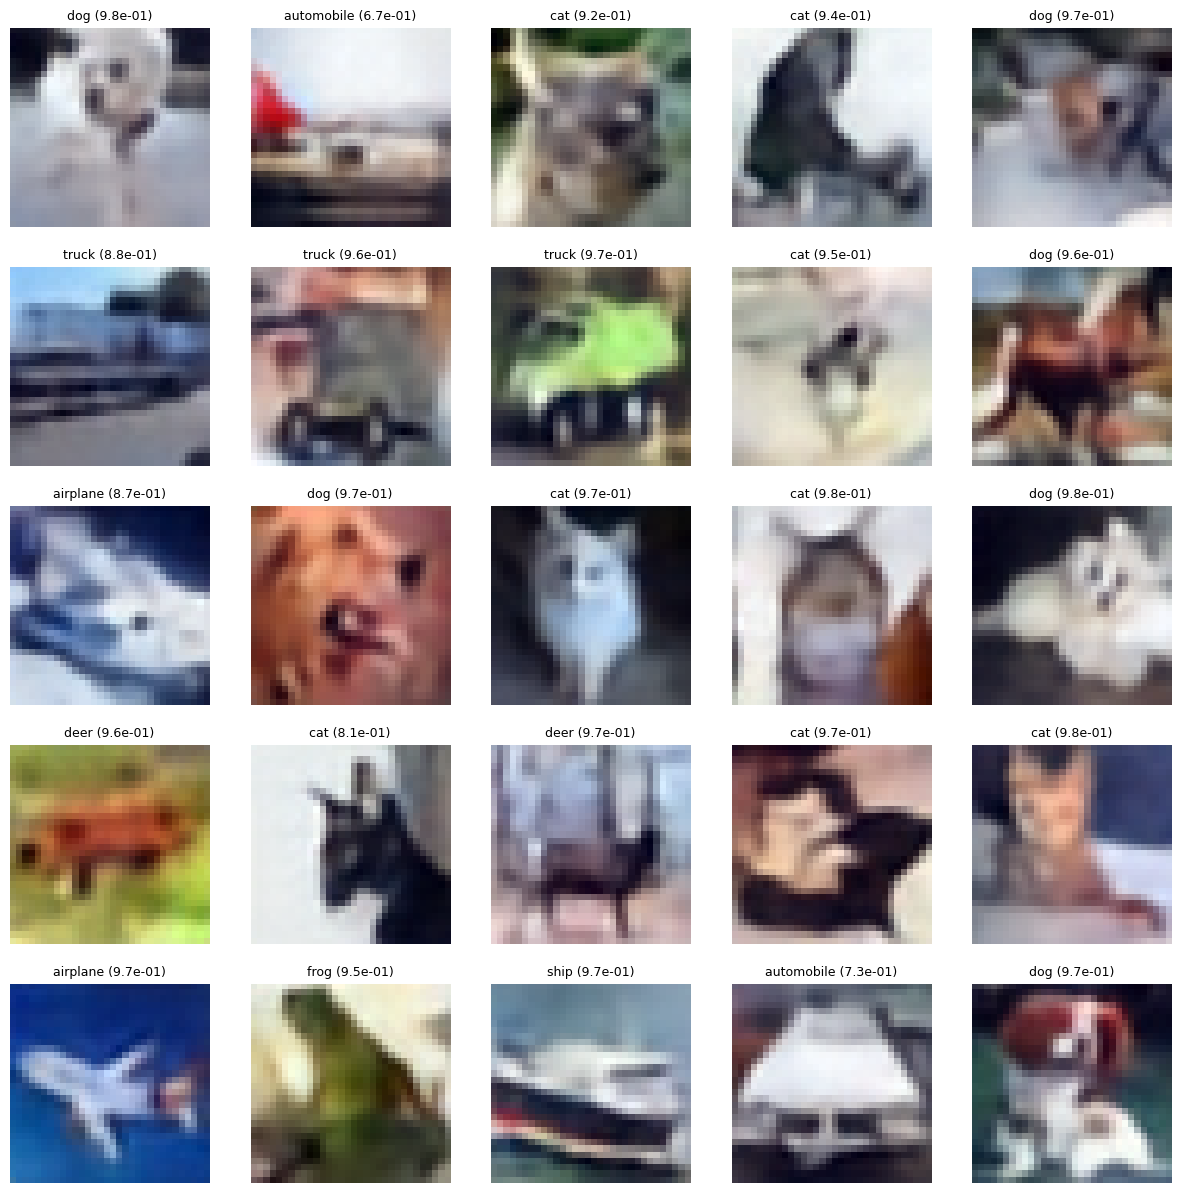 dog (9.8e-01)
automobile (6.7e-01)
cat (9.2e-01)
cat (9.4e-01)
dog (9.7e-01)
truck (8.8e-01)
truck (9.6e-01)
truck (9.7e-01)
cat (9.5e-01)
dog (9.6e-01)
airplane (8.7e-01)
dog (9.7e-01)
cat (9.7e-01)
cat (9.8e-01)
dog (9.8e-01)
deer (9.6e-01)
cat (8.1e-01)
deer (9.7e-01)
cat (9.7e-01)
cat (9.8e-01)
airplane (9.7e-01)
frog (9.5e-01)
ship (9.7e-01)
automobile (7.3e-01)
dog (9.7e-01)